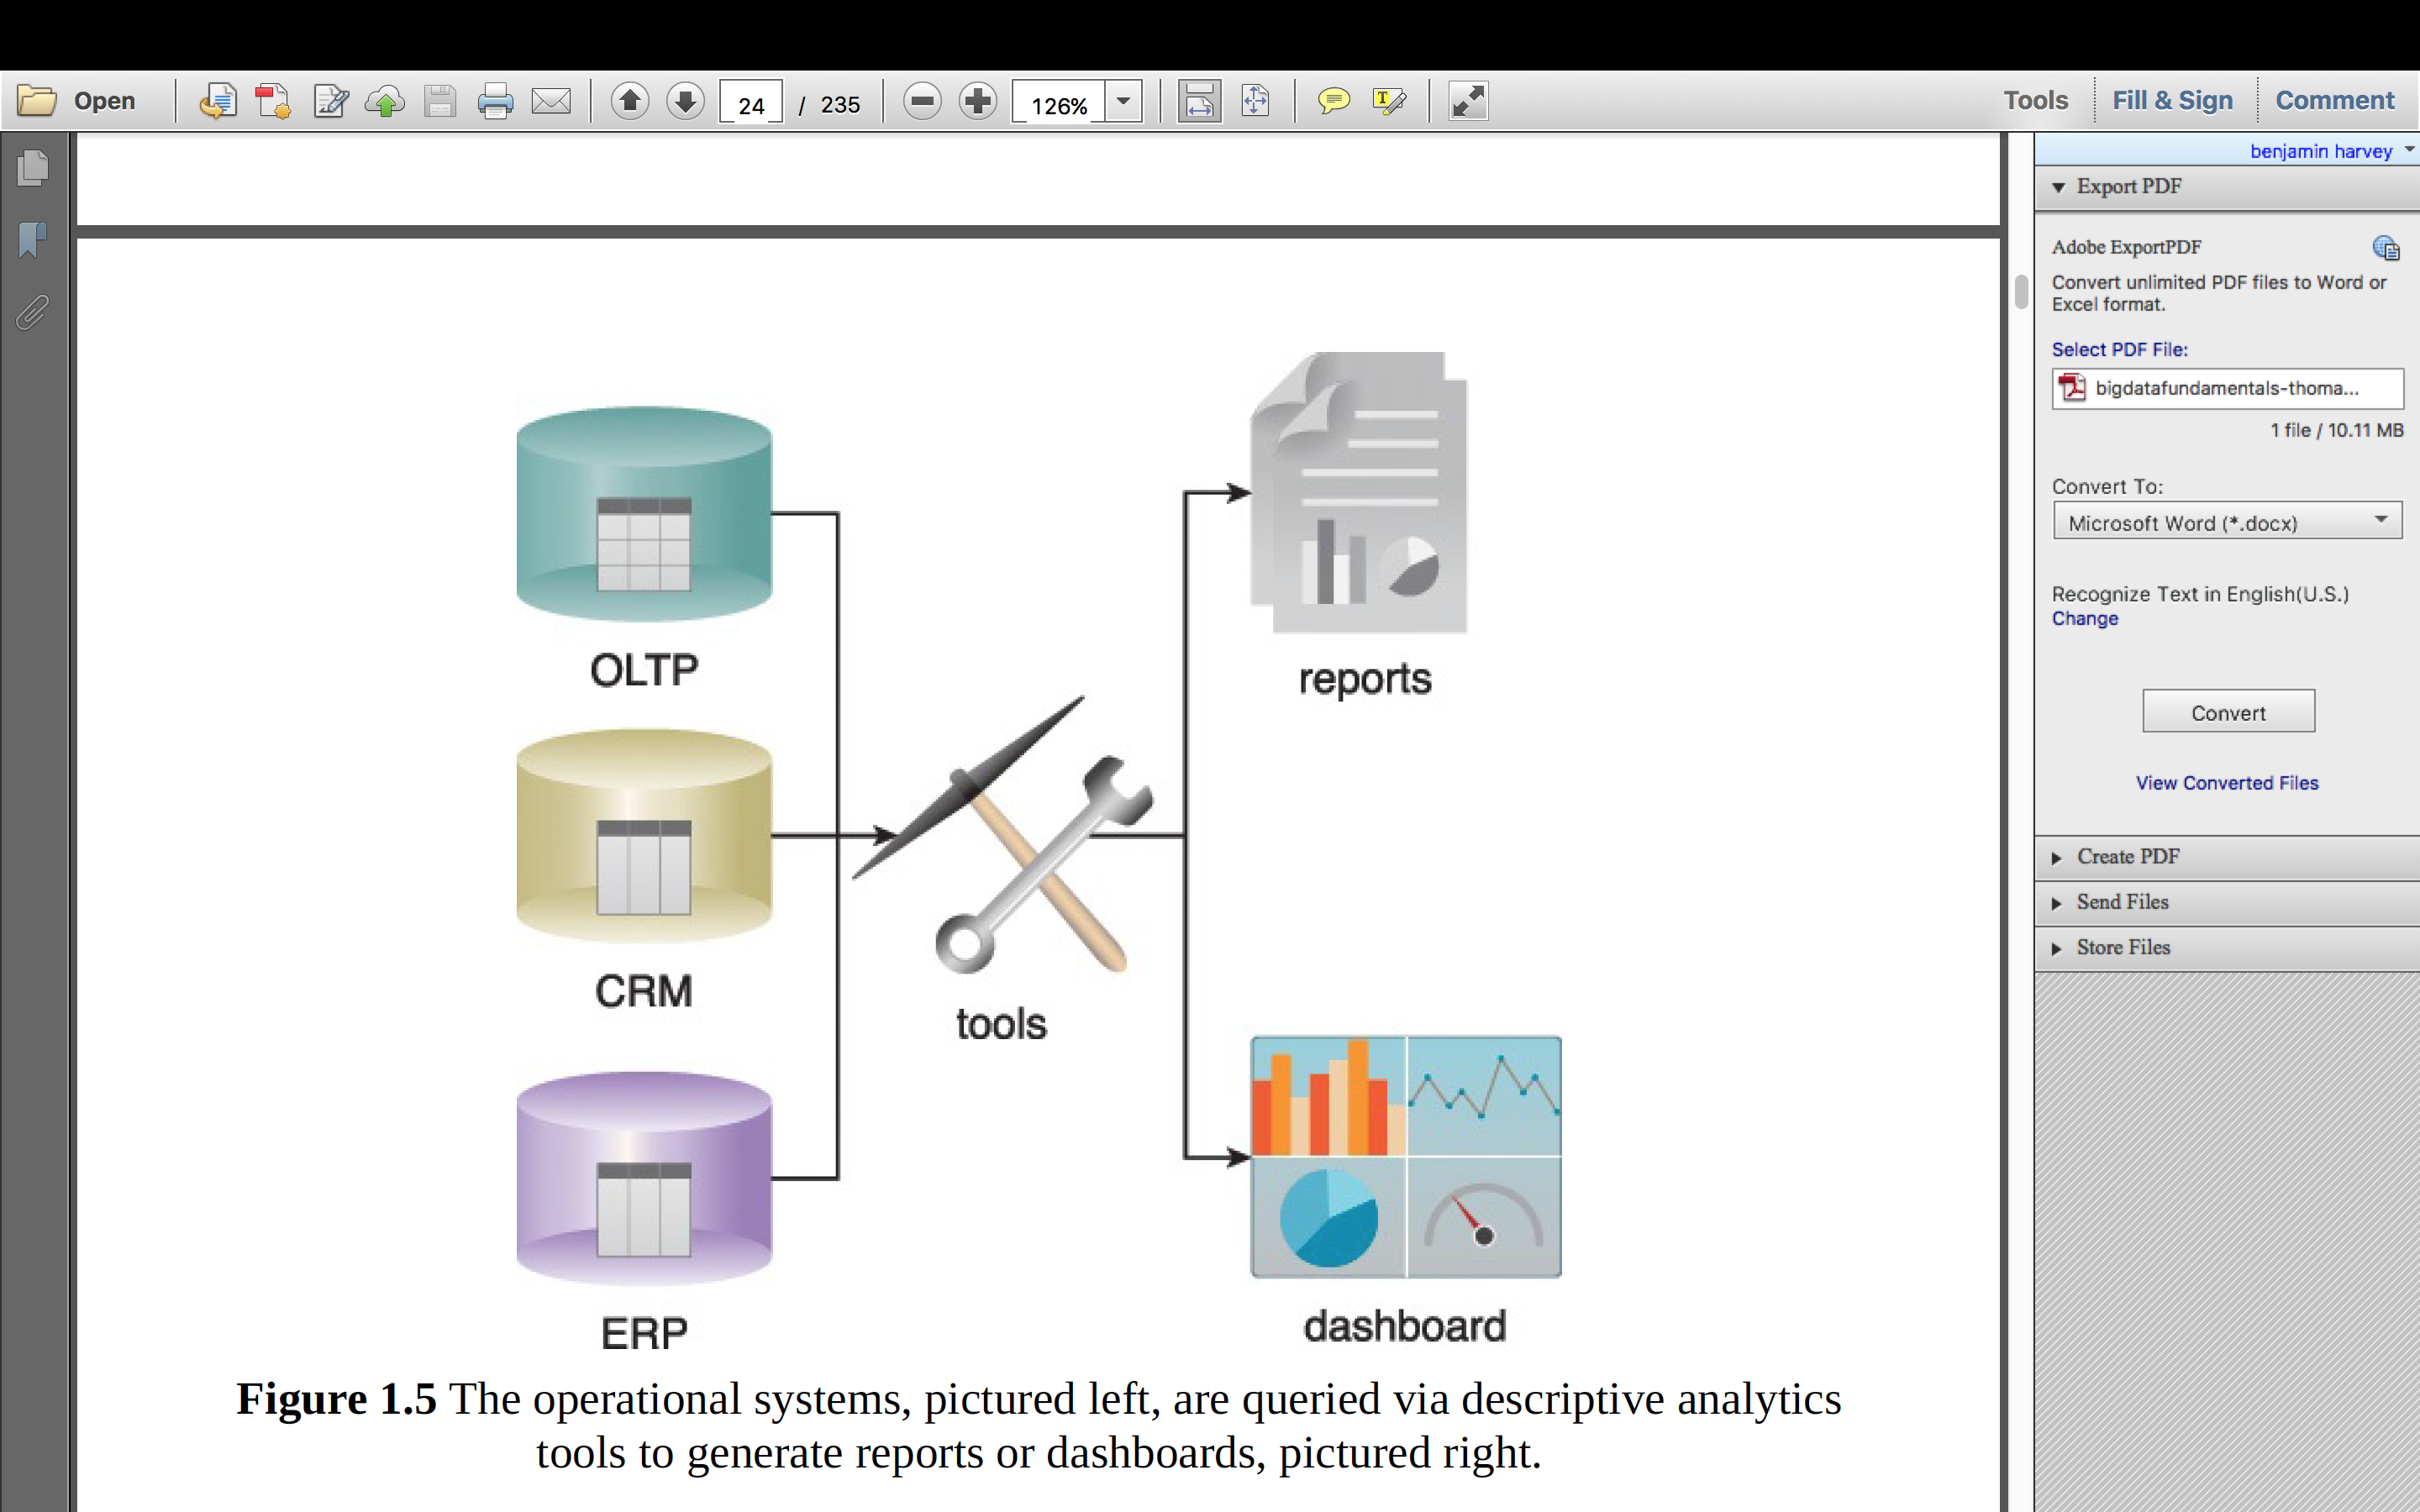 Open
24 / 235
126%
Tools
Fill & Sign
Comment
benjamin harvey
Export PDF
Adobe ExportPDF
Convert unlimited PDF files to Word or
Excel format.
Select PDF File:
bigdatafundamentals-thoma...
1 file / 10.11 MB
Convert To:
Microsoft Word (*.docx)
Recognize Text in English(U.S.)
Change
Convert
View Converted Files
Create PDF
Send Files
Store Files
OLTP
CRM
ERP
tools
reports
dashboard
Figure 1.5 The operational systems, pictured left, are queried via descriptive analytics
tools to generate reports or dashboards, pictured right.